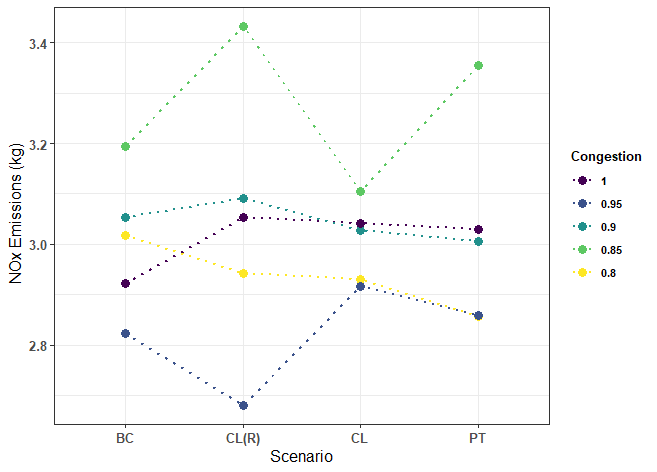 3.4
3.2
3.0
2.8
NOx Emissions (kg)
BC CL(R) CL PT
Scenario
Congestion
1
0.95
0.9
0.85
0.8